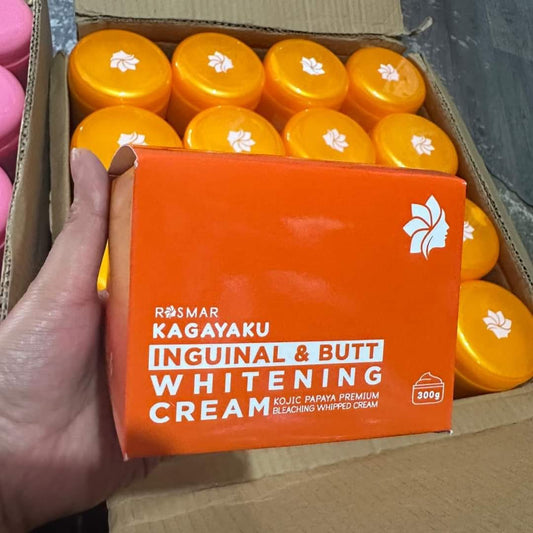 ROSMAR
KAGAYAKU
INGUINAL & BUTT
WHITENING
CREAM KOJIC PAPAYA PREMIUM
BLEACHING WHIPPED CREAM
300g